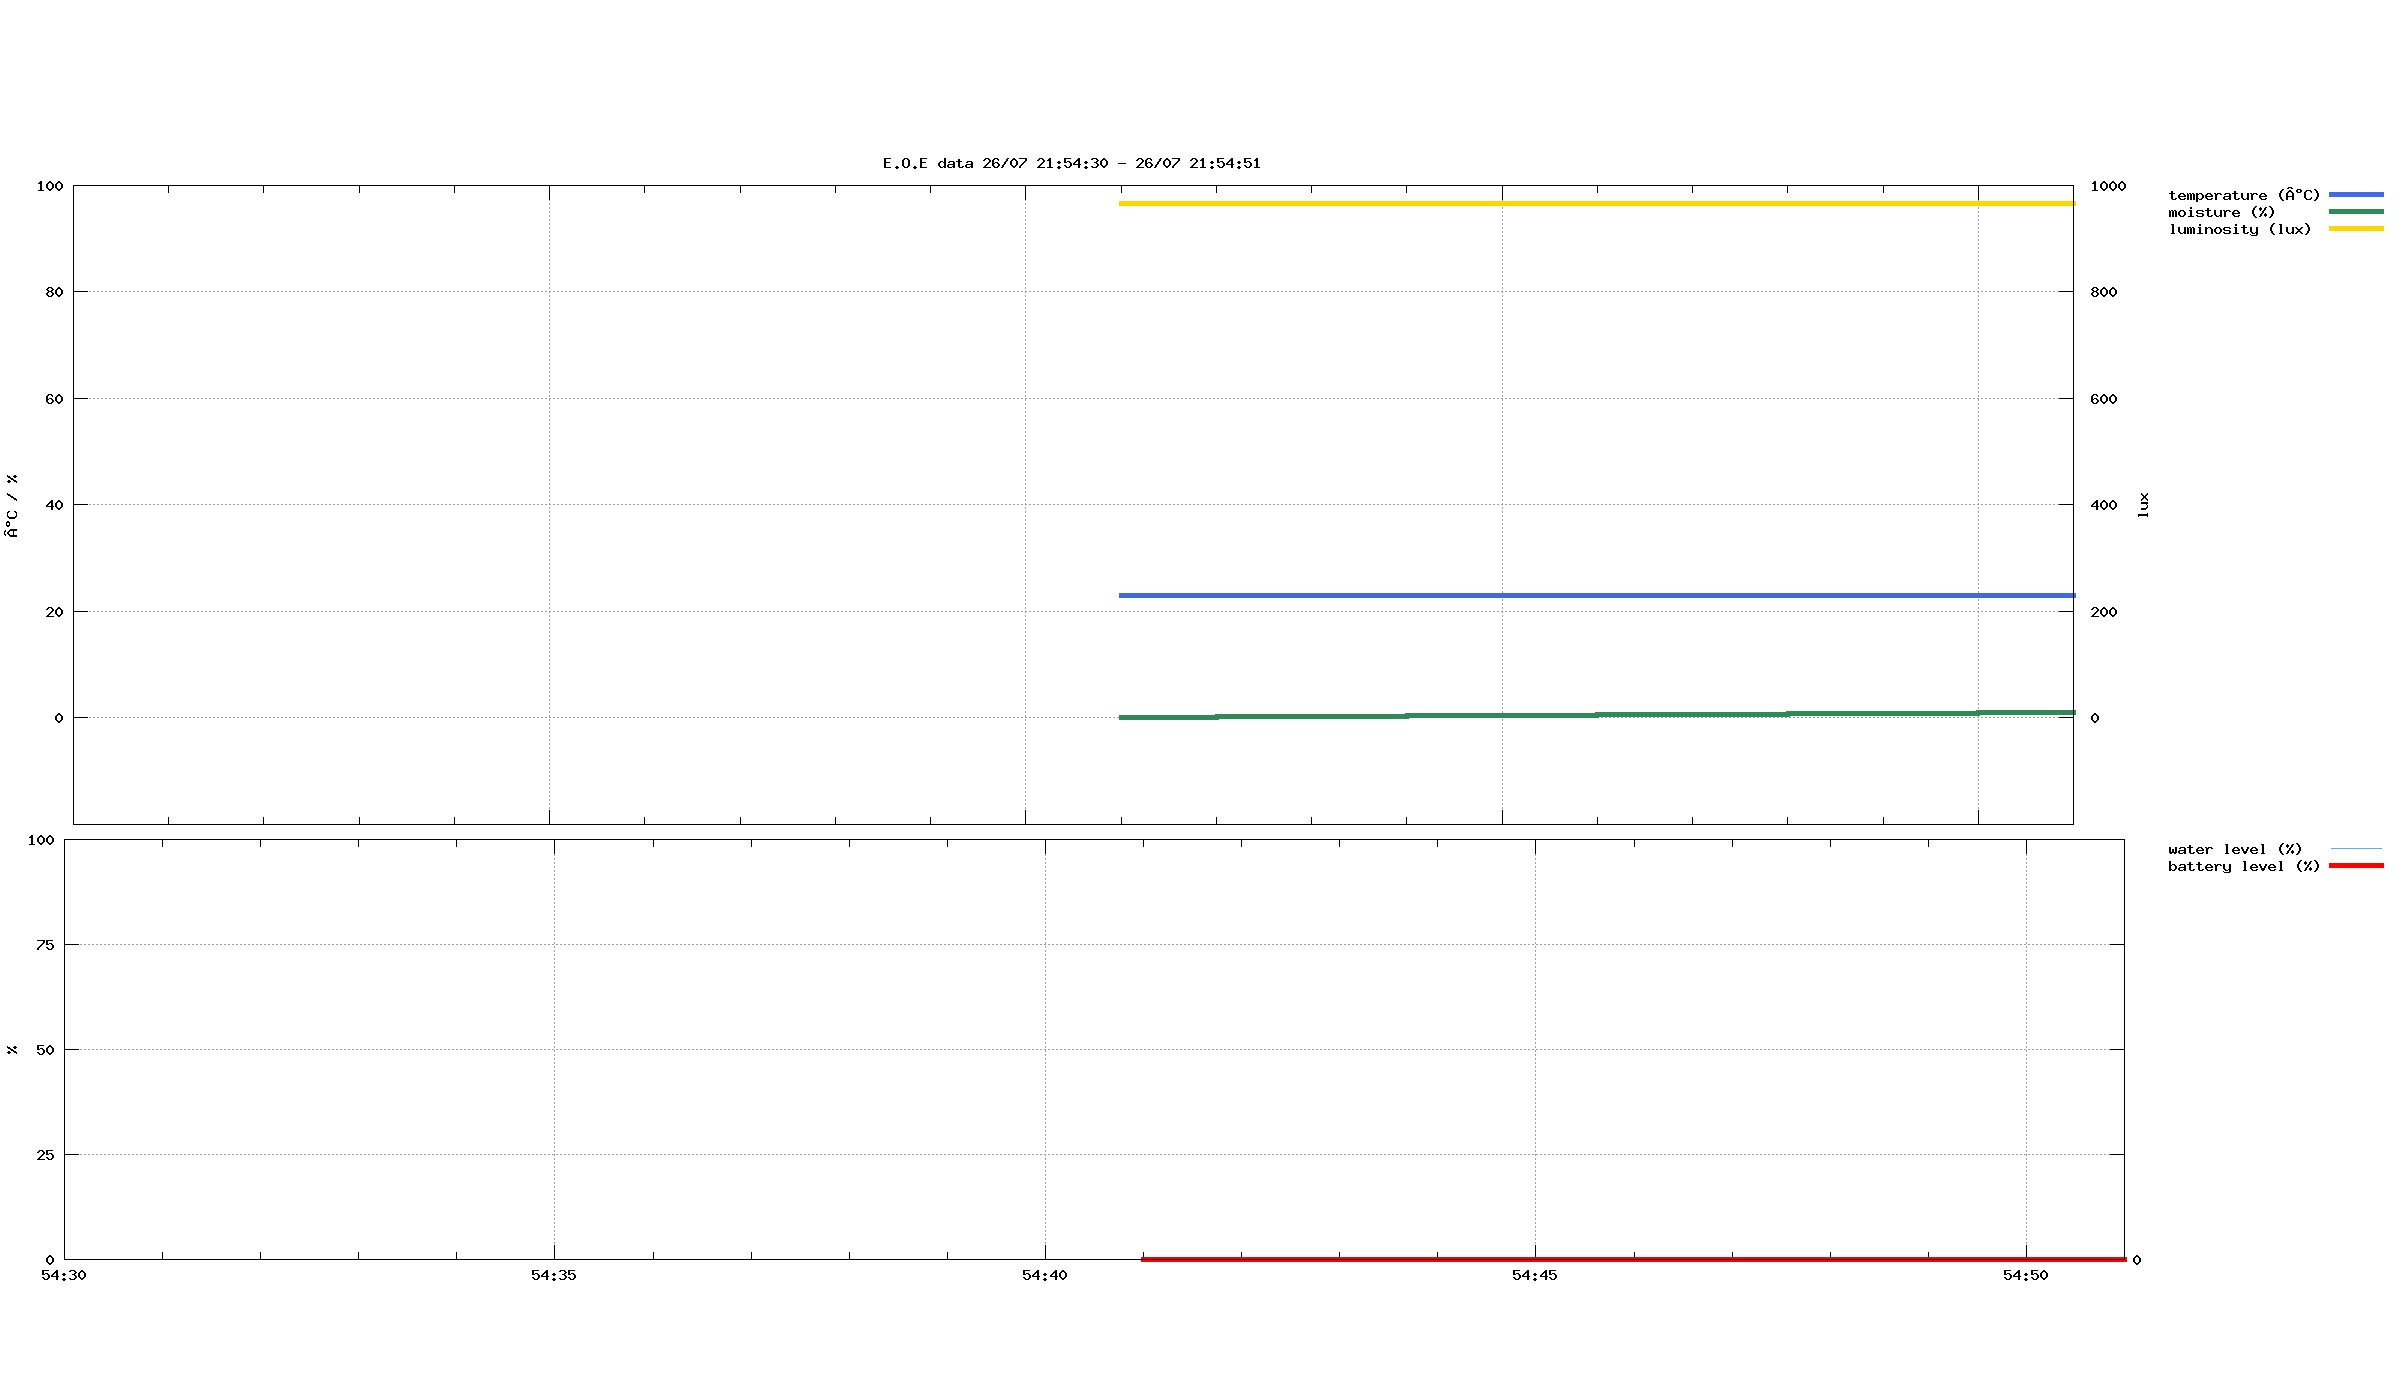 E.O.E data 26/07 21:54:30 - 26/07 21:54:51
100
80
60
40
20
0
Â°C / %
1000
800
600
400
200
0
lux
temperature (Â°C)
moisture (%)
luminosity (lux)
100
75
50
25
0
%
0
water level (%)
battery level (%)
54:30 54:35 54:40 54:45 54:50